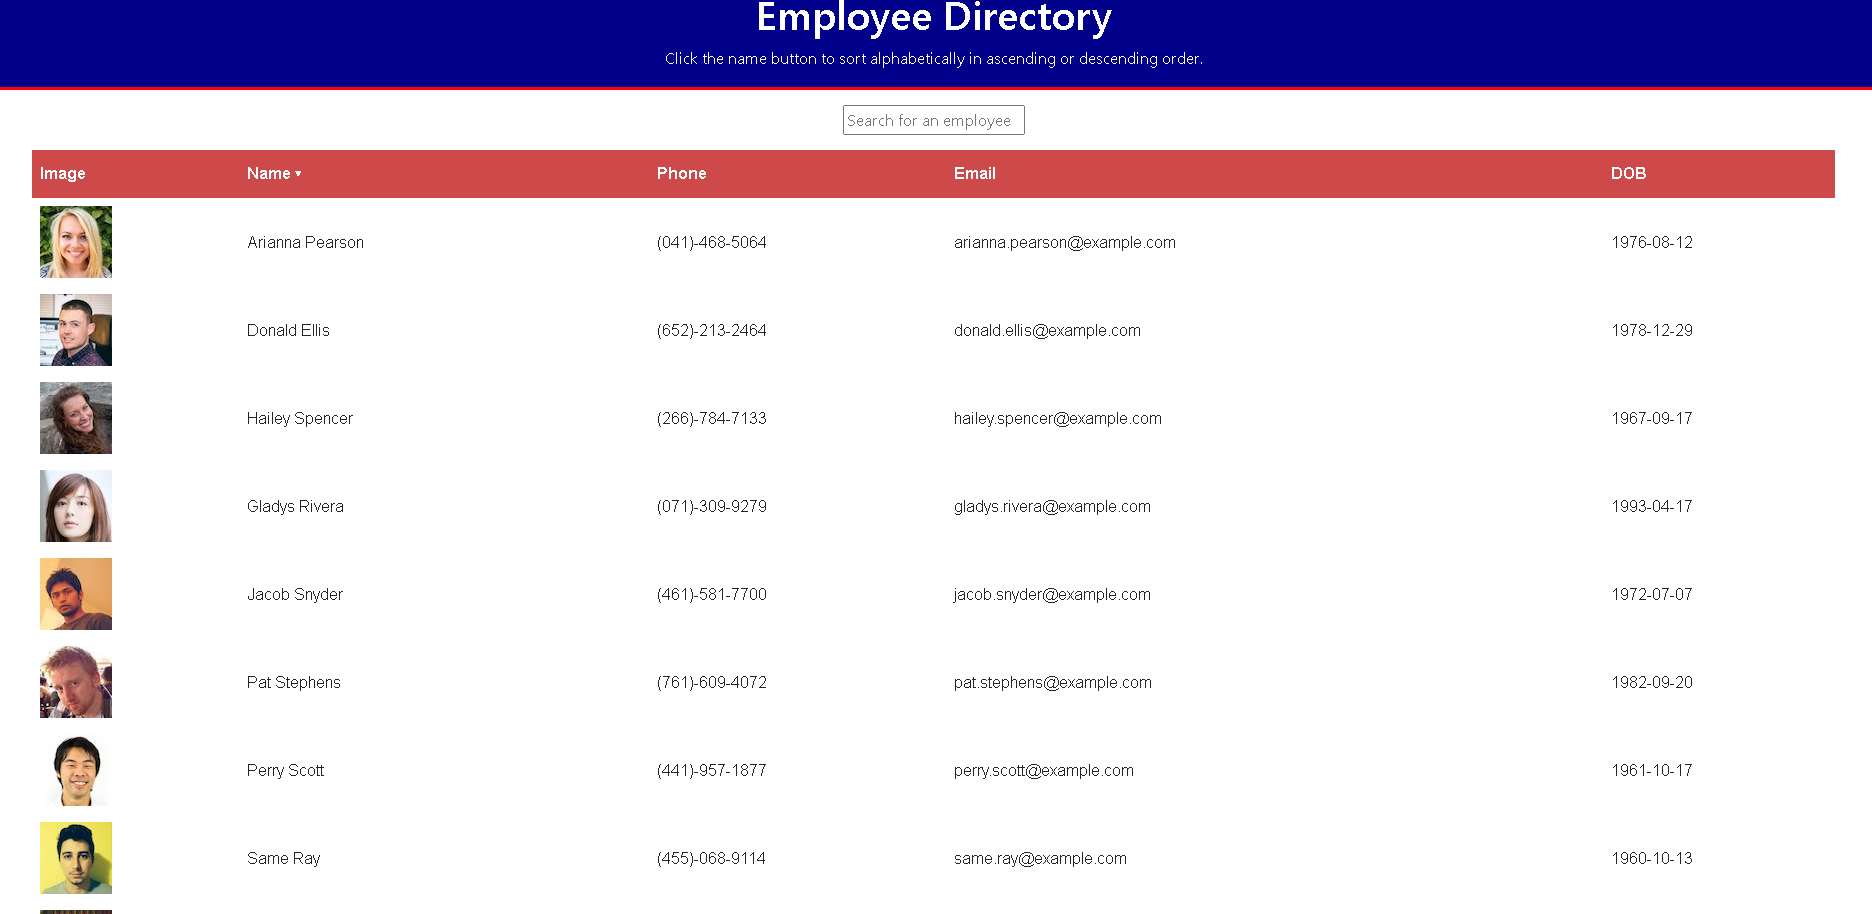 Employee Directory
Click the name button to sort alphabetically in ascending or descending order.
Search for an employee
Image Name ▾ Phone Email DOB
Arianna Pearson (041)-468-5064 arianna.pearson@example.com 1976-08-12
Donald Ellis (652)-213-2464 donald.ellis@example.com 1978-12-29
Hailey Spencer (266)-784-7133 hailey.spencer@example.com 1967-09-17
Gladys Rivera (071)-309-9279 gladys.rivera@example.com 1993-04-17
Jacob Snyder (461)-581-7700 jacob.snyder@example.com 1972-07-07
Pat Stephens (761)-609-4072 pat.stephens@example.com 1982-09-20
Perry Scott (441)-957-1877 perry.scott@example.com 1961-10-17
Same Ray (455)-068-9114 same.ray@example.com 1960-10-13